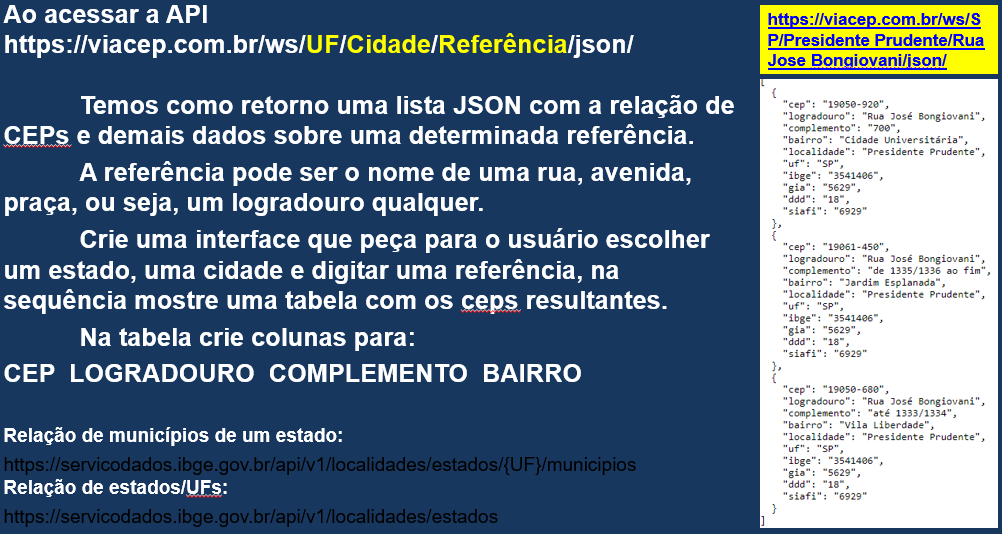 Ao acessar a API
https://viacep.com.br/ws/UF/Cidade/Referência/json/
Temos como retorno uma lista JSON com a relação de
CEPs e demais dados sobre uma determinada referência.
A referência pode ser o nome de uma rua, avenida,
praça, ou seja, um logradouro qualquer.
Crie uma interface que peça para o usuário escolher
um estado, uma cidade e digitar uma referência, na
sequência mostre uma tabela com os ceps resultantes.
Na tabela crie colunas para:
CEP LOGRADOURO COMPLEMENTO BAIRRO
Relação de municípios de um estado:
https://servicodados.ibge.gov.br/api/v1/localidades/estados/{UF}/municipios
Relação de estados/UFs:
https://servicodados.ibge.gov.br/api/v1/localidades/estados
https://viacep.com.br/ws/S
P/Presidente Prudente/Rua
Jose Bongiovani/json/
[
{
"cep": "19050-920",
"logradouro": "Rua José Bongiovani",
"complemento": "700",
"bairro": "Cidade Universitária",
"localidade": "Presidente Prudente",
"uf": "SP",
"ibge": "3541406",
"gia": "5629",
"ddd": "18",
"siafi": "6929"
},
{
"cep": "19061-450",
"logradouro": "Rua José Bongiovani",
"complemento": "de 1335/1336 ao fim",
"bairro": "Jardim Esplanada",
"localidade": "Presidente Prudente",
"uf": "SP",
"ibge": "3541406",
"gia": "5629",
"ddd": "18",
"siafi": "6929"
},
{
"cep": "19050-680",
"logradouro": "Rua José Bongiovani",
"complemento": "até 1333/1334",
"bairro": "Vila Liberdade",
"localidade": "Presidente Prudente",
"uf": "SP",
"ibge": "3541406",
"gia": "5629",
"ddd": "18",
"siafi": "6929"
}
]